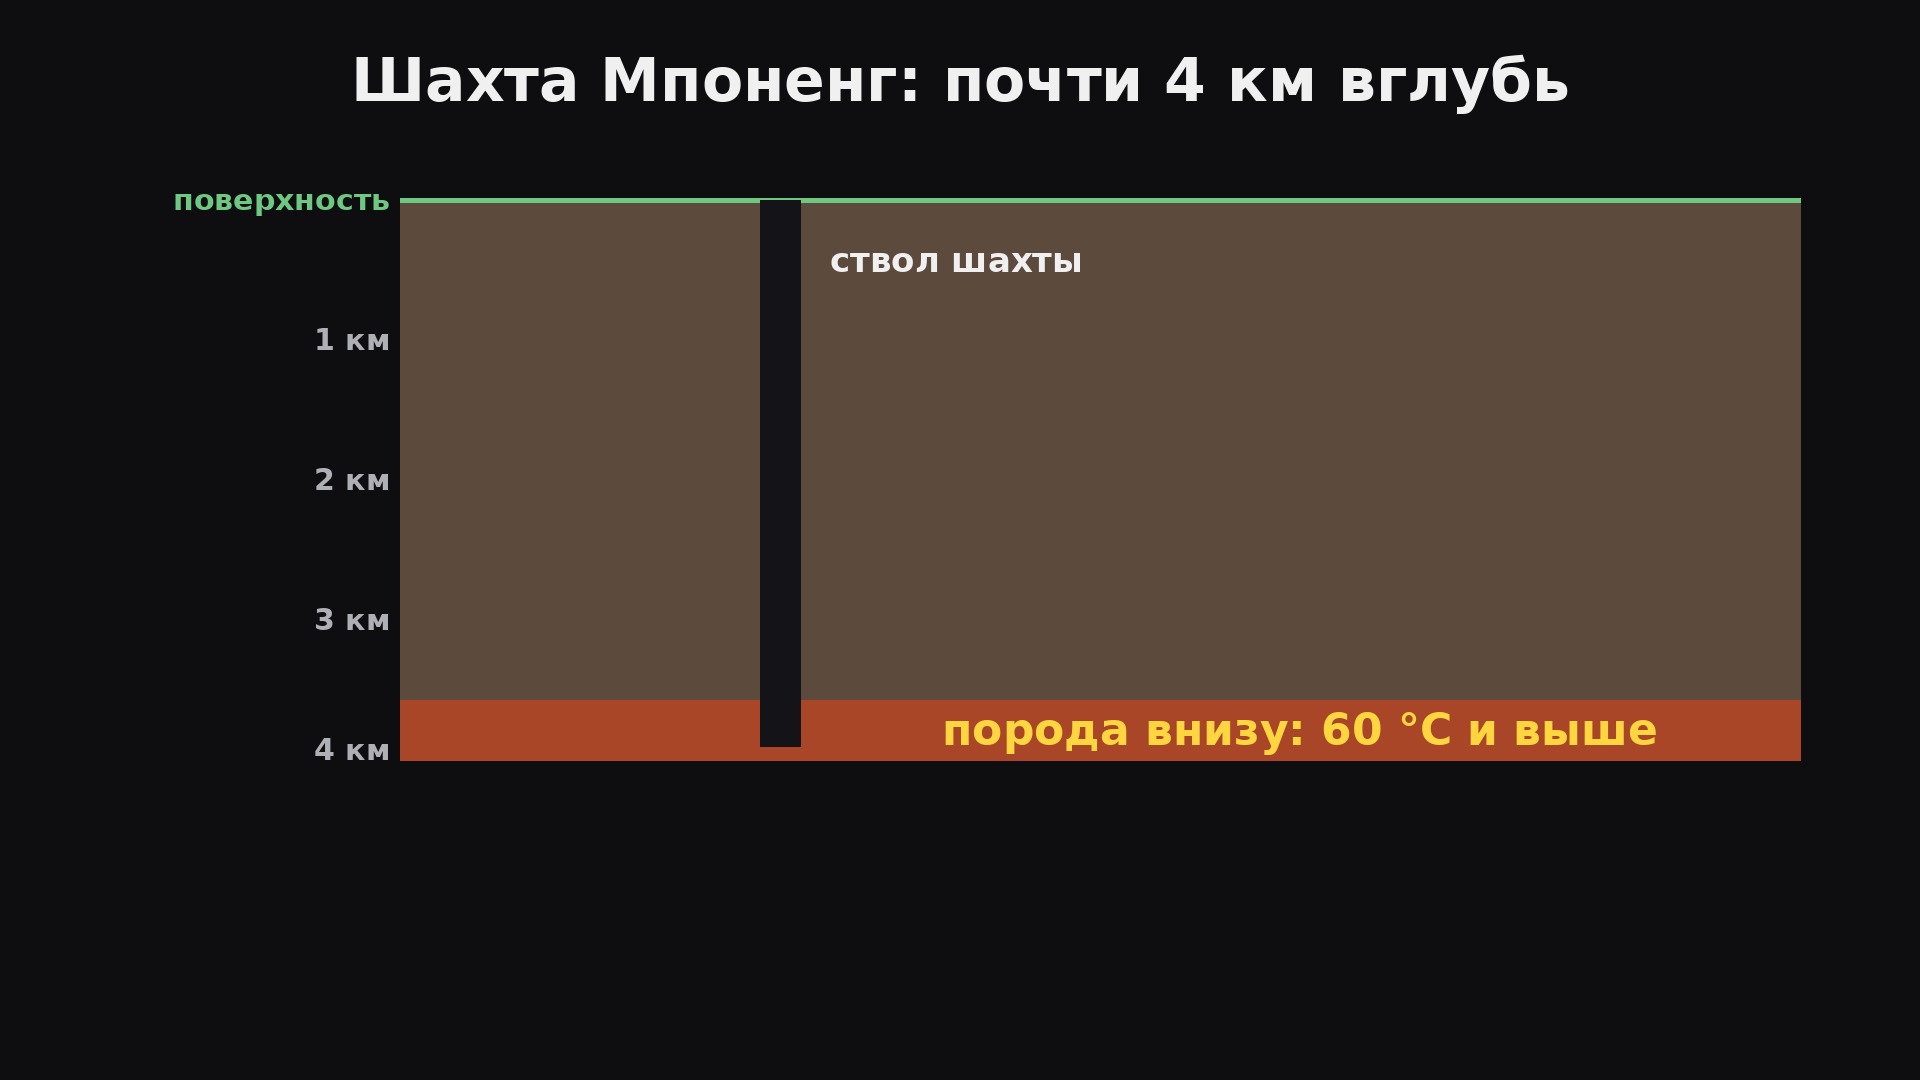 Шахта Мпоненг: почти 4 км вглубь
поверхность
ствол шахты
1 км
2 км
3 км
порода внизу: 60 °C и выше
4 км